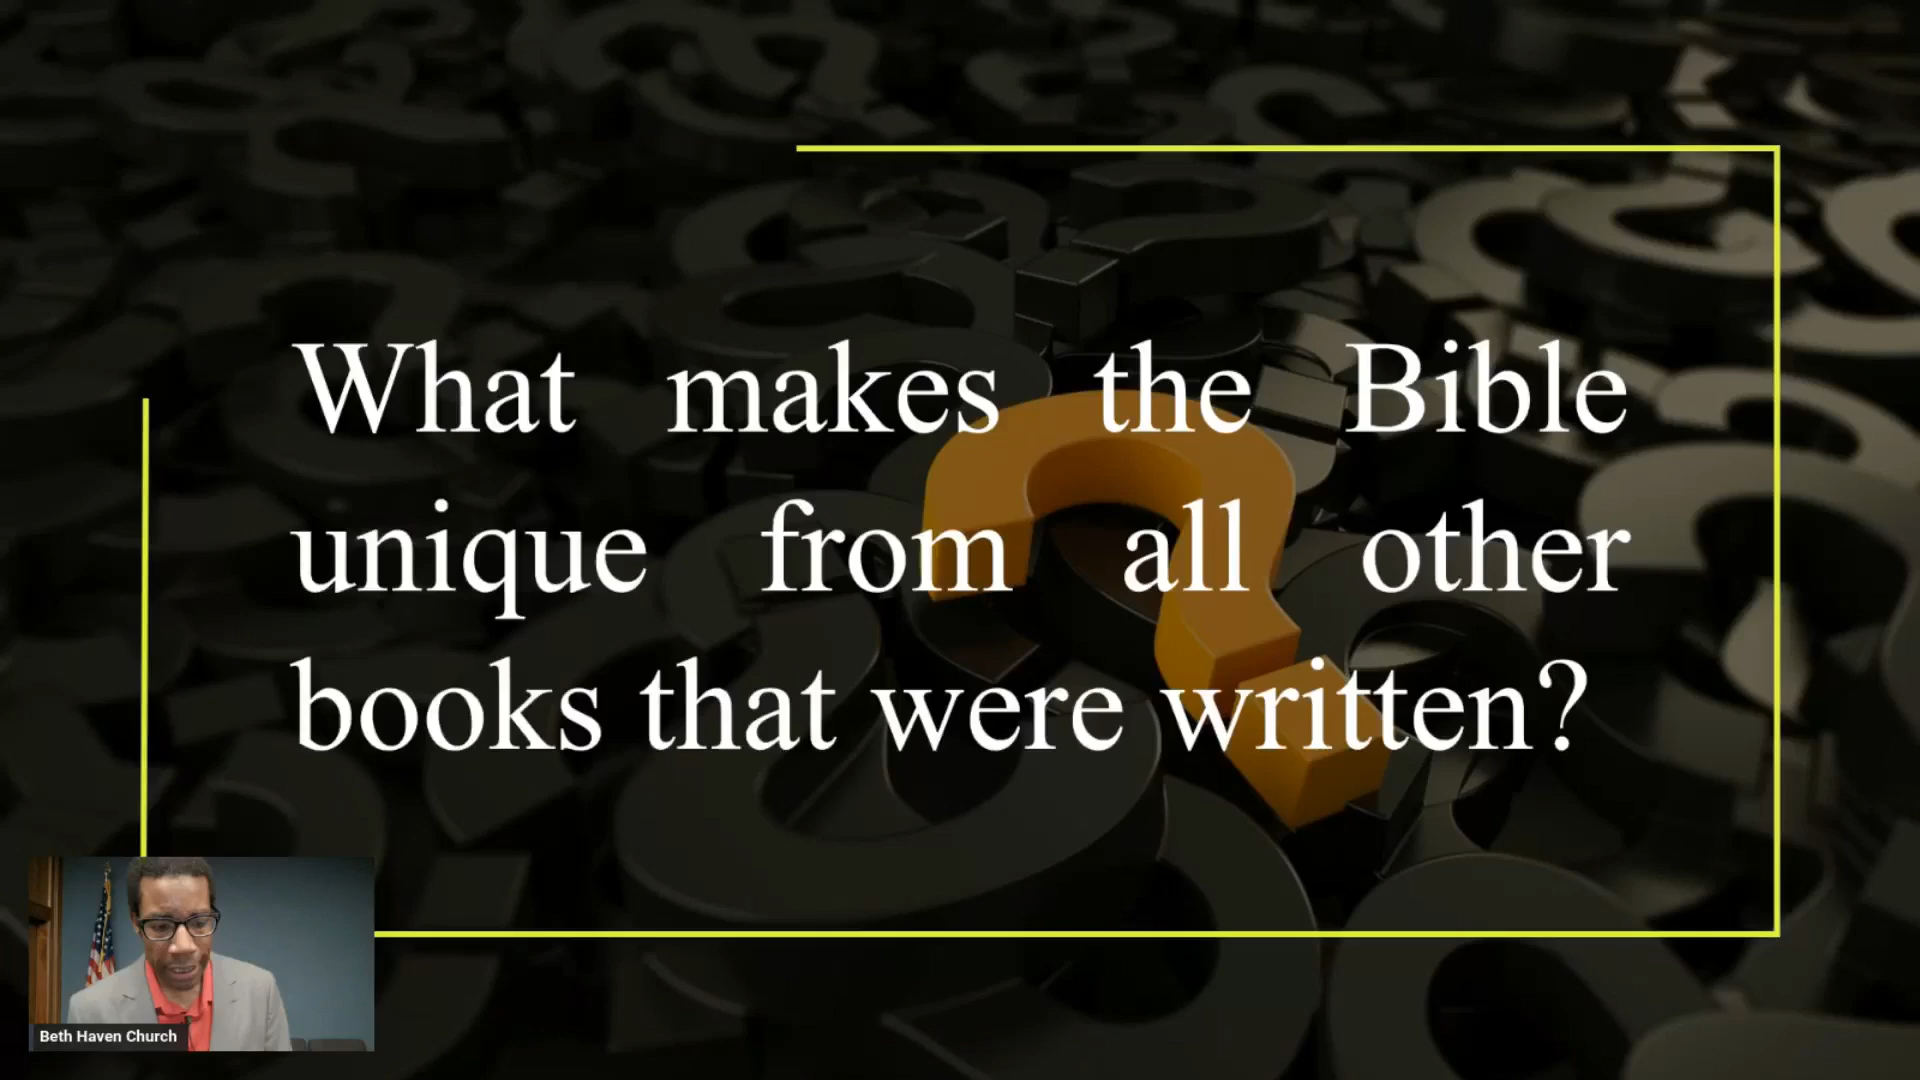 What makes the Bible
unique from all other
books that were written?
Beth Haven Church